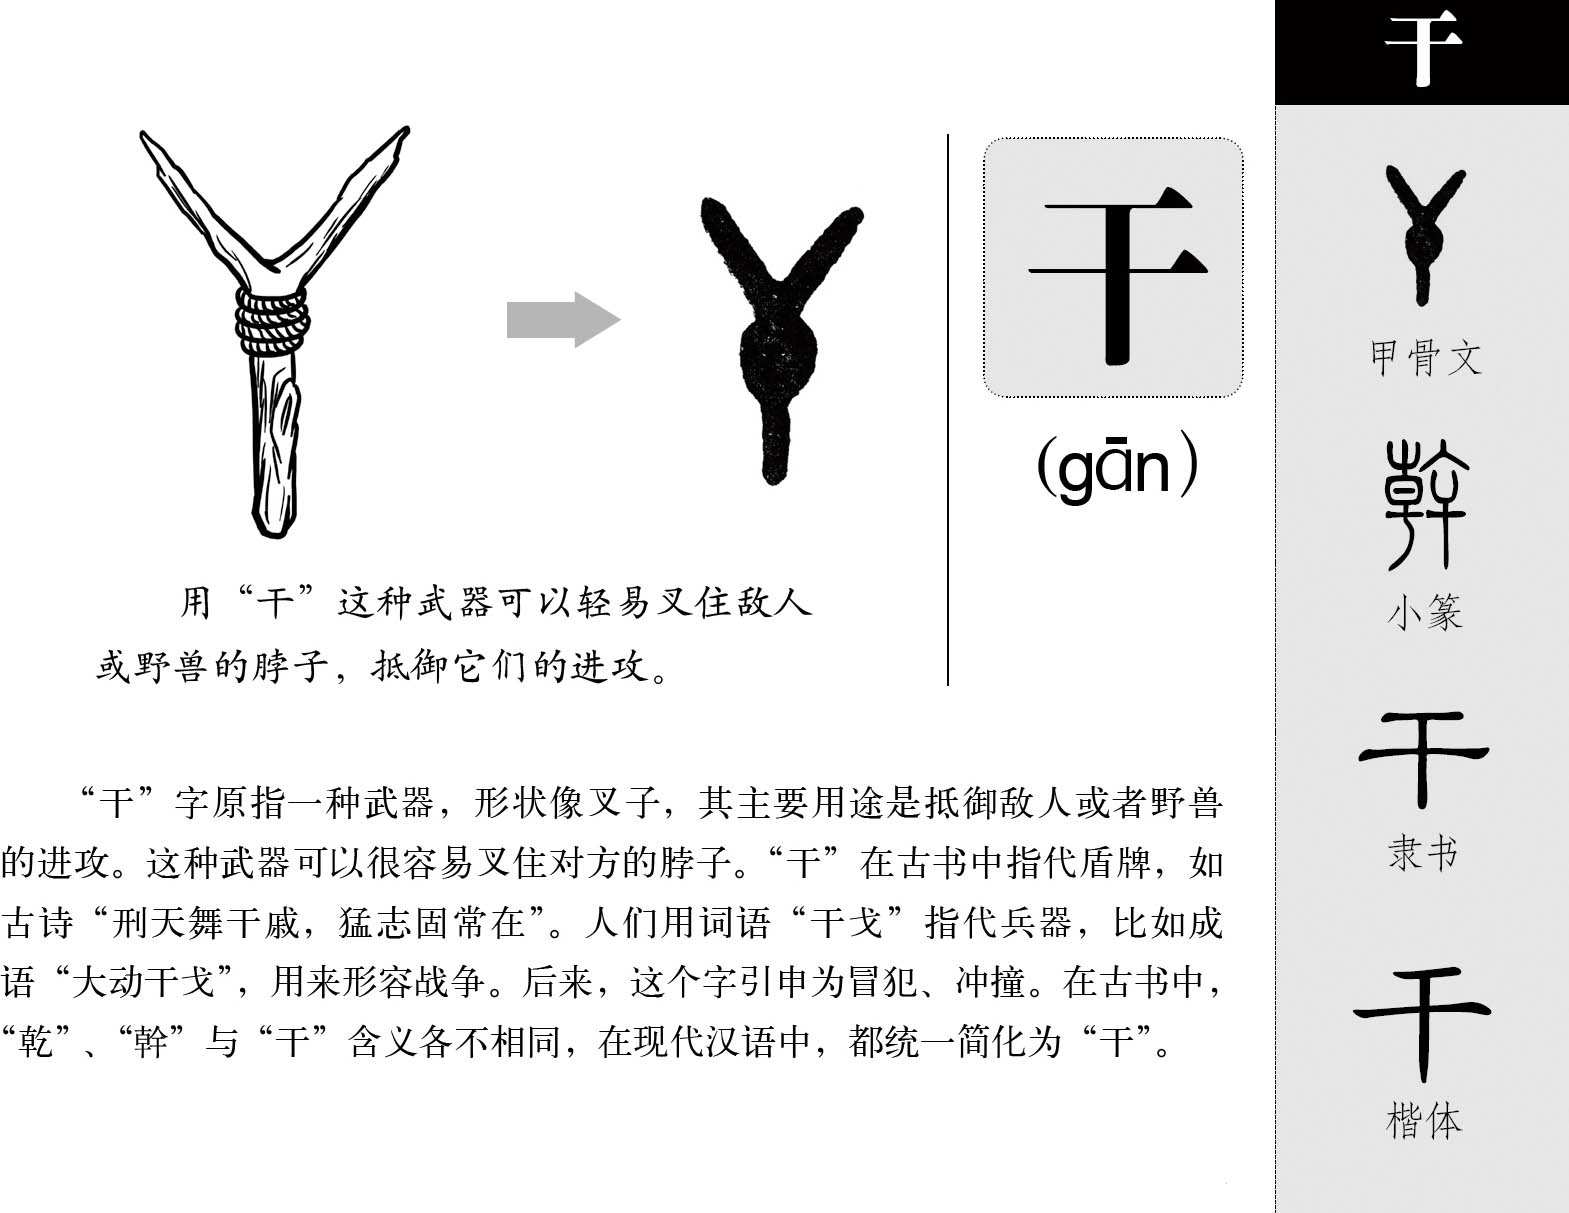 干
(gān)
用“干”这种武器可以轻易叉住敌人
或野兽的脖子，抵御它们的进攻。
“干”字原指一种武器，形状像叉子，其主要用途是抵御敌人或者野兽
的进攻。这种武器可以很容易叉住对方的脖子。“干”在古书中指代盾牌，如
古诗“刑天舞干戚，猛志固常在”。人们用词语“干戈”指代兵器，比如成
语“大动干戈”，用来形容战争。后来，这个字引申为冒犯、冲撞。在古书中，
“乾”、“幹”与“干”含义各不相同，在现代汉语中，都统一简化为“干”。
干
甲骨文
小篆
干
隶书
干
楷体